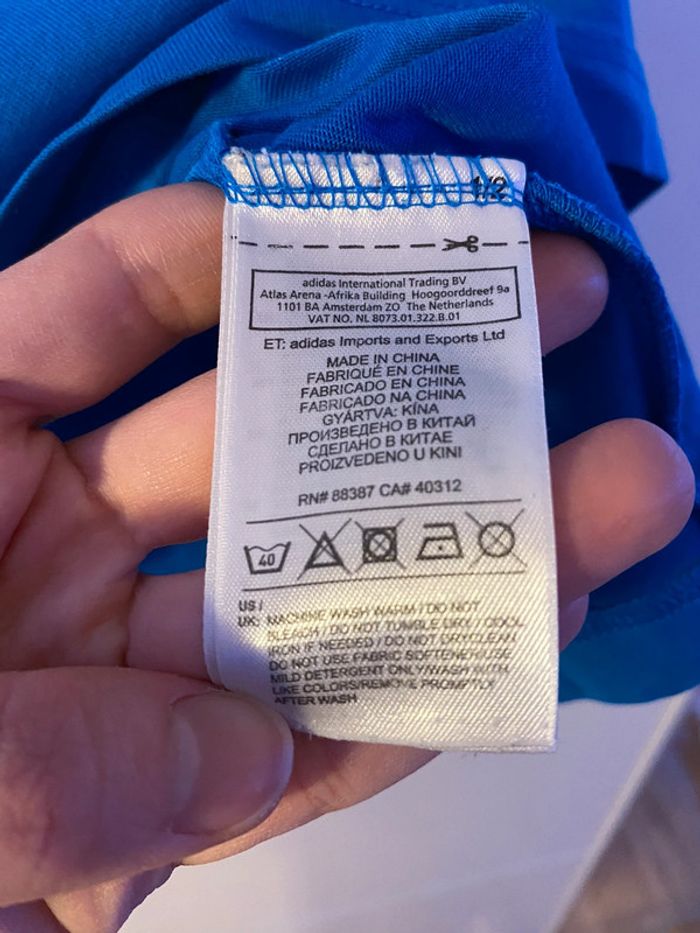 1/2
adidas International Trading BV
Atlas Arena -Afrika Building Hoogoorddreef 9a
1101 BA Amsterdam ZO The Netherlands
VAT NO. NL 8073.01.322.B.01
ET: adidas Imports and Exports Ltd
MADE IN CHINA
FABRIQUÉ EN CHINE
FABRICADO EN CHINA
FABRICADO NA CHINA
GYÁRTVA: KÍNA
ПРОИЗВЕДЕНО В КИТАЙ
СДЕЛАНО В КИТАЕ
PROIZVEDENO U KINI
RN# 88387 CA# 40312
40
US /
UK: MACHINE WASH WARM / DO NOT
BLEACH / DO NOT TUMBLE DRY / COOL
IRON IF NEEDED / DO NOT DRYCLEAN
DO NOT USE FABRIC SOFTENER/USE
MILD DETERGENT ONLY/WASH WITH
LIKE COLORS/REMOVE PROMPTLY
AFTER WASH